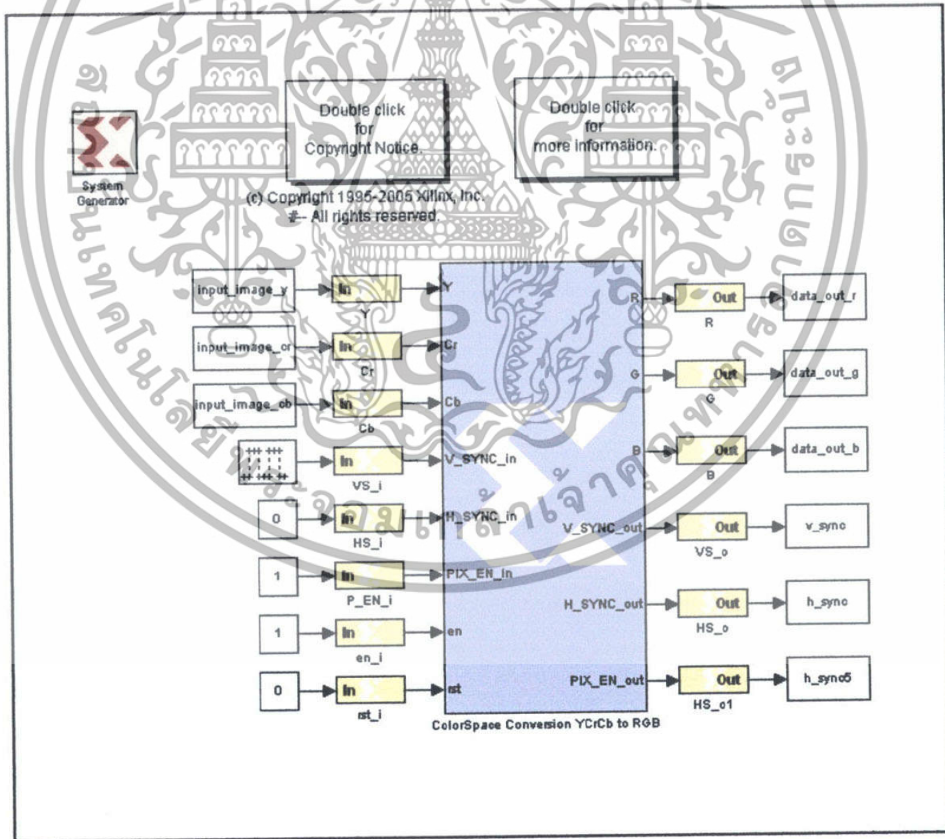 Double click
for
Copyright Notice.
Double click
for
more information.
System
Generator
(c) Copyright 1995-2005 Xilinx, Inc.
All rights reserved.
input_image_y
In
Y
Y
input_image_cr
In
Cr
Cr
input_image_cb
In
Cb
Cb
In
VS_i
V_SYNC_in
0
In
HS_i
H_SYNC_in
1
In
P_EN_i
PIX_EN_in
1
In
en_i
en
0
In
rst_i
rst
R
Out
R
data_out_r
G
Out
G
data_out_g
B
Out
B
data_out_b
V_SYNC_out
Out
VS_o
v_sync
H_SYNC_out
Out
HS_o
h_sync
PIX_EN_out
Out
HS_o1
h_sync5
ColorSpace Conversion YCrCb to RGB